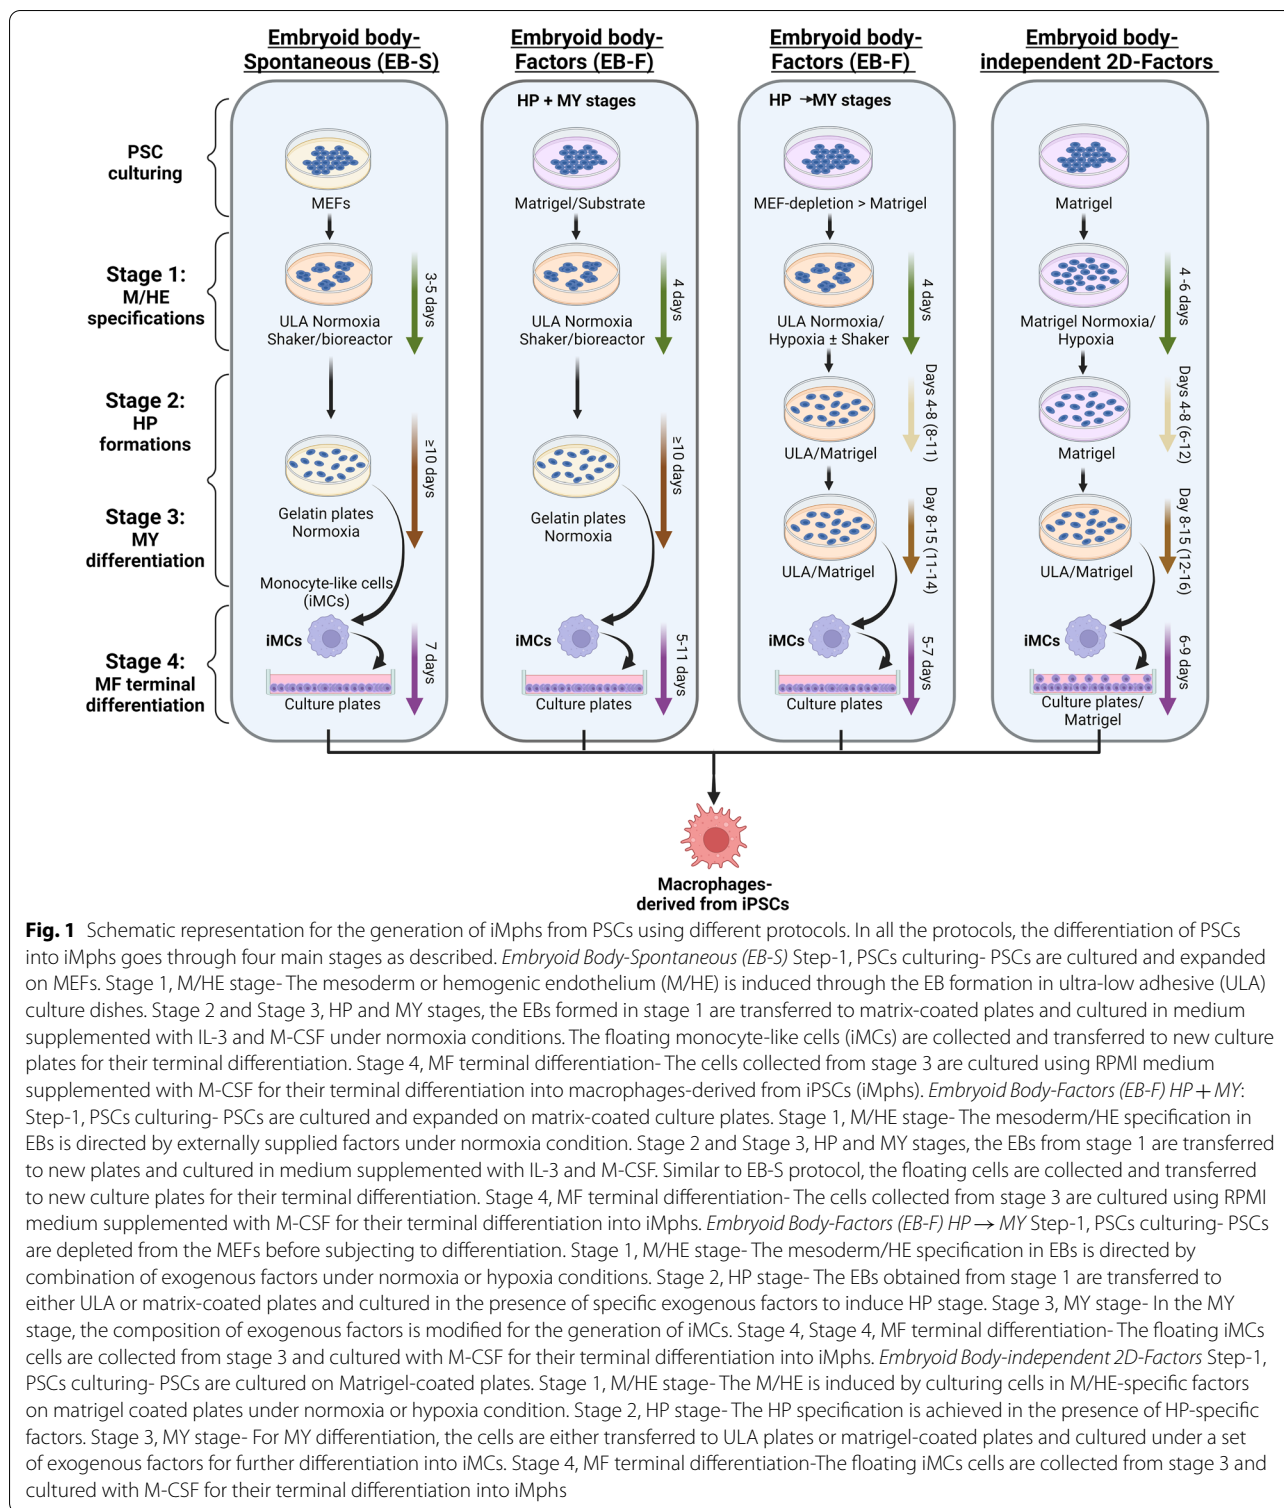 Embryoid body-
Spontaneous (EB-S)
Embryoid body-
Factors (EB-F)
Embryoid body-
Factors (EB-F)
Embryoid body-
independent 2D-Factors
PSC
culturing
Stage 1:
M/HE
specifications
Stage 2:
HP
formations
Stage 3:
MY
differentiation
Stage 4:
MF terminal
differentiation
MEFs
3-5 days
ULA Normoxia
Shaker/bioreactor
≥10 days
Gelatin plates
Normoxia
Monocyte-like cells
(iMCs)
iMCs
7 days
Culture plates
HP + MY stages
Matrigel/Substrate
4 days
ULA Normoxia
Shaker/bioreactor
≥10 days
Gelatin plates
Normoxia
iMCs
5-11 days
Culture plates
HP → MY stages
MEF-depletion > Matrigel
4 days
ULA Normoxia/
Hypoxia ± Shaker
Days 4-8 (8-11)
ULA/Matrigel
Day 8-15 (11-14)
ULA/Matrigel
iMCs
5-7 days
Culture plates
Matrigel
4 -6 days
Matrigel Normoxia/
Hypoxia
Days 4-8 (6-12)
Matrigel
Day 8-15 (12-16)
ULA/Matrigel
iMCs
6-9 days
Culture plates/
Matrigel
Macrophages-
derived from iPSCs
Fig. 1 Schematic representation for the generation of iMphs from PSCs using different protocols. In all the protocols, the differentiation of PSCs
into iMphs goes through four main stages as described. Embryoid Body-Spontaneous (EB-S) Step-1, PSCs culturing- PSCs are cultured and expanded
on MEFs. Stage 1, M/HE stage- The mesoderm or hemogenic endothelium (M/HE) is induced through the EB formation in ultra-low adhesive (ULA)
culture dishes. Stage 2 and Stage 3, HP and MY stages, the EBs formed in stage 1 are transferred to matrix-coated plates and cultured in medium
supplemented with IL-3 and M-CSF under normoxia conditions. The floating monocyte-like cells (iMCs) are collected and transferred to new culture
plates for their terminal differentiation. Stage 4, MF terminal differentiation- The cells collected from stage 3 are cultured using RPMI medium
supplemented with M-CSF for their terminal differentiation into macrophages-derived from iPSCs (iMphs). Embryoid Body-Factors (EB-F) HP + MY:
Step-1, PSCs culturing- PSCs are cultured and expanded on matrix-coated culture plates. Stage 1, M/HE stage- The mesoderm/HE specification in
EBs is directed by externally supplied factors under normoxia condition. Stage 2 and Stage 3, HP and MY stages, the EBs from stage 1 are transferred
to new plates and cultured in medium supplemented with IL-3 and M-CSF. Similar to EB-S protocol, the floating cells are collected and transferred
to new culture plates for their terminal differentiation. Stage 4, MF terminal differentiation- The cells collected from stage 3 are cultured using RPMI
medium supplemented with M-CSF for their terminal differentiation into iMphs. Embryoid Body-Factors (EB-F) HP → MY Step-1, PSCs culturing- PSCs
are depleted from the MEFs before subjecting to differentiation. Stage 1, M/HE stage- The mesoderm/HE specification in EBs is directed by
combination of exogenous factors under normoxia or hypoxia conditions. Stage 2, HP stage- The EBs obtained from stage 1 are transferred to
either ULA or matrix-coated plates and cultured in the presence of specific exogenous factors to induce HP stage. Stage 3, MY stage- In the MY
stage, the composition of exogenous factors is modified for the generation of iMCs. Stage 4, Stage 4, MF terminal differentiation- The floating iMCs
cells are collected from stage 3 and cultured with M-CSF for their terminal differentiation into iMphs. Embryoid Body-independent 2D-Factors Step-1,
PSCs culturing- PSCs are cultured on Matrigel-coated plates. Stage 1, M/HE stage- The M/HE is induced by culturing cells in M/HE-specific factors
on matrigel coated plates under normoxia or hypoxia condition. Stage 2, HP stage- The HP specification is achieved in the presence of HP-specific
factors. Stage 3, MY stage- For MY differentiation, the cells are either transferred to ULA plates or matrigel-coated plates and cultured under a set
of exogenous factors for further differentiation into iMCs. Stage 4, MF terminal differentiation-The floating iMCs cells are collected from stage 3 and
cultured with M-CSF for their terminal differentiation into iMphs